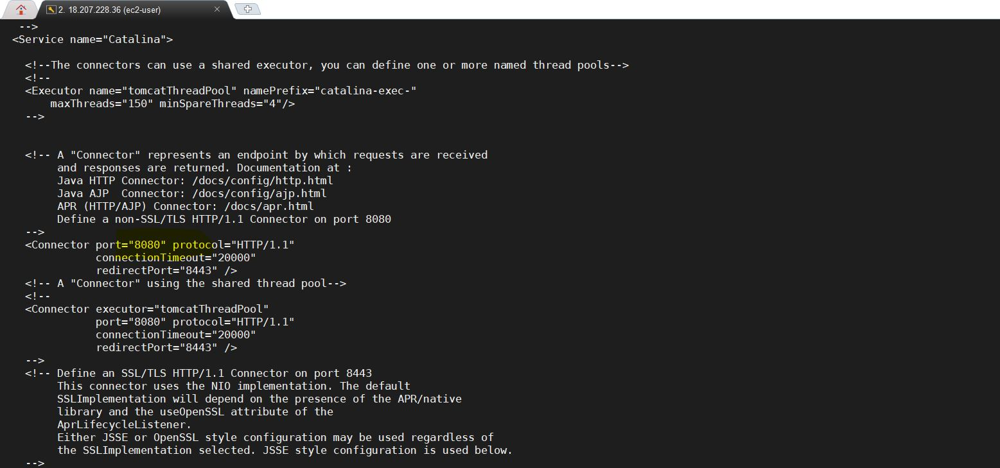 2. 18.207.228.36 (ec2-user)
-->
<Service name="Catalina">
<!--The connectors can use a shared executor, you can define one or more named thread pools-->
<!--
<Executor name="tomcatThreadPool" namePrefix="catalina-exec-"
maxThreads="150" minSpareThreads="4"/>
-->
<!-- A "Connector" represents an endpoint by which requests are received
and responses are returned. Documentation at :
Java HTTP Connector: /docs/config/http.html
Java AJP  Connector: /docs/config/ajp.html
APR (HTTP/AJP) Connector: /docs/apr.html
Define a non-SSL/TLS HTTP/1.1 Connector on port 8080
-->
<Connector port="8080" protocol="HTTP/1.1"
connectionTimeout="20000"
redirectPort="8443" />
<!-- A "Connector" using the shared thread pool-->
<!--
<Connector executor="tomcatThreadPool"
port="8080" protocol="HTTP/1.1"
connectionTimeout="20000"
redirectPort="8443" />
-->
<!-- Define an SSL/TLS HTTP/1.1 Connector on port 8443
This connector uses the NIO implementation. The default
SSLImplementation will depend on the presence of the APR/native
library and the useOpenSSL attribute of the
AprLifecycleListener.
Either JSSE or OpenSSL style configuration may be used regardless of
the SSLImplementation selected. JSSE style configuration is used below.
-->